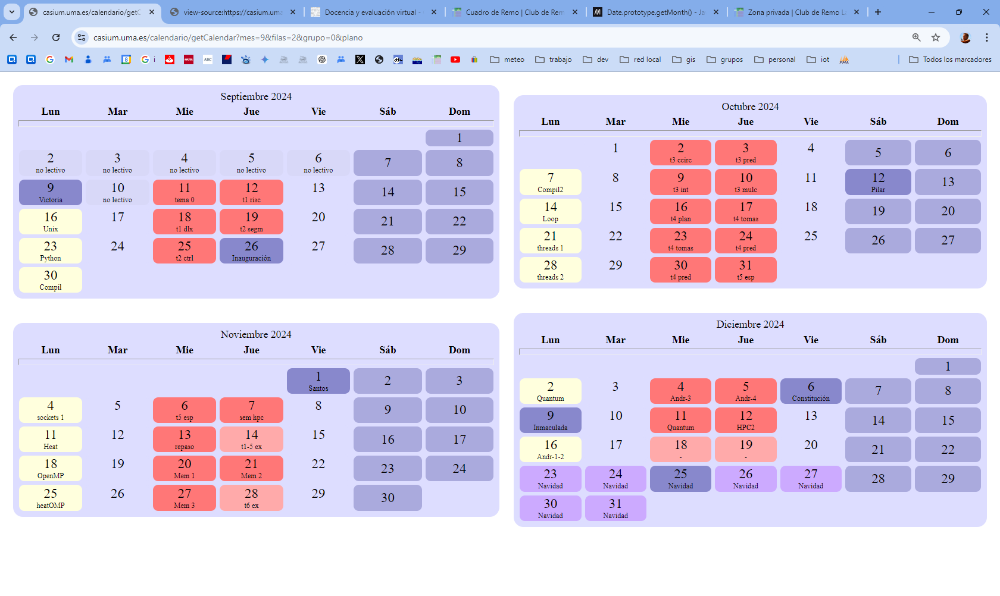 casium.uma.es/calendario/getC
view-source:https://casium.uma
Docencia y evaluación virtual -
Cuadro de Remo | Club de Rem
Date.prototype.getMonth() - Ja
Zona privada | Club de Remo L
casium.uma.es/calendario/getCalendar?mes=9&filas=2&grupo=0&plano
meteo trabajo dev red local gis grupos personal iot Todos los marcadores
Septiembre 2024
Lun Mar Mie Jue Vie Sáb Dom
1
2 3 4 5 6 7 8
no lectivo no lectivo no lectivo no lectivo no lectivo
9 10 11 12 13 14 15
Victoria no lectivo tema 0 t1 risc
16 17 18 19 20 21 22
Unix t1 dlx t2 segm
23 24 25 26 27 28 29
Python t2 ctrl Inauguración
30
Compil
Octubre 2024
Lun Mar Mie Jue Vie Sáb Dom
1 2 3 4 5 6
t3 ccirc t3 pred
7 8 9 10 11 12 13
Compil2 t3 int t3 mulc Pilar
14 15 16 17 18 19 20
Loop t4 plan t4 tomas
21 22 23 24 25 26 27
threads 1 t4 tomas t4 pred
28 29 30 31
threads 2 t4 pred t5 esp
Noviembre 2024
Lun Mar Mie Jue Vie Sáb Dom
1 2 3
Santos
4 5 6 7 8 9 10
sockets 1 t5 esp sem hpc
11 12 13 14 15 16 17
Heat repaso t1-5 ex
18 19 20 21 22 23 24
OpenMP Mem 1 Mem 2
25 26 27 28 29 30
heatOMP Mem 3 t6 ex
Diciembre 2024
Lun Mar Mie Jue Vie Sáb Dom
1
2 3 4 5 6 7 8
Quantum Andr-3 Andr-4 Constitución
9 10 11 12 13 14 15
Inmaculada Quantum HPC2
16 17 18 19 20 21 22
Andr-1-2 - -
23 24 25 26 27 28 29
Navidad Navidad Navidad Navidad Navidad
30 31
Navidad Navidad